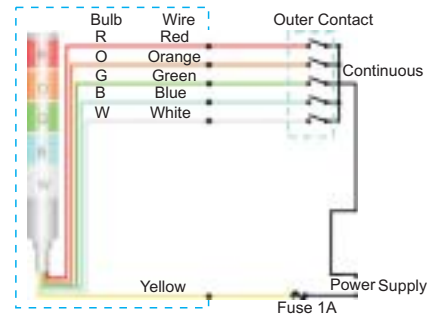 Bulb Wire Outer Contact
R Red
O Orange
G Green
B Blue
W White
Continuous
Yellow
Power Supply
Fuse 1A